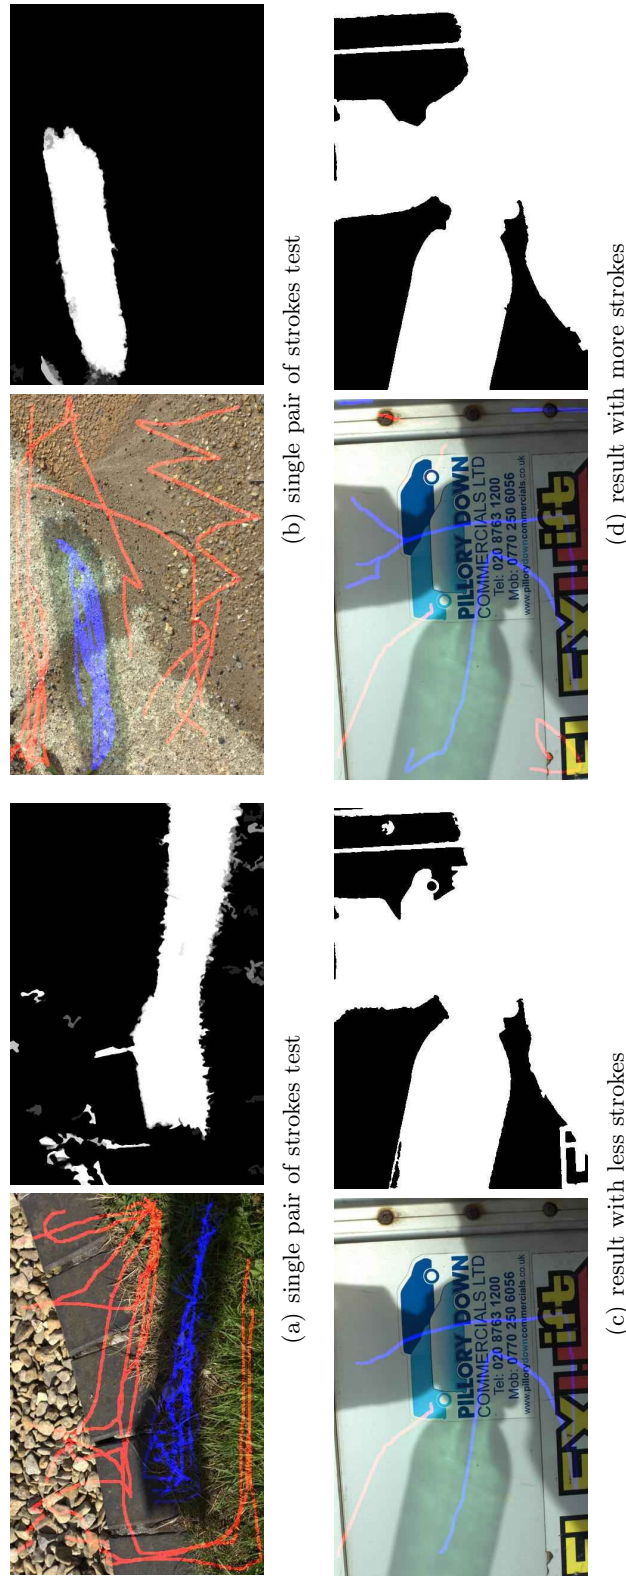 (a) single pair of strokes test
(b) single pair of strokes test
PILLORY DOWN
COMMERCIALS LTD
Tel: 020 8763 1200
Mob: 0770 250 6056
www.pillorydowncommercials.co.uk
(c) result with less strokes
PILLORY DOWN
COMMERCIALS LTD
Tel: 020 8763 1200
Mob: 0770 250 6056
www.pillorydowncommercials.co.uk
(d) result with more strokes